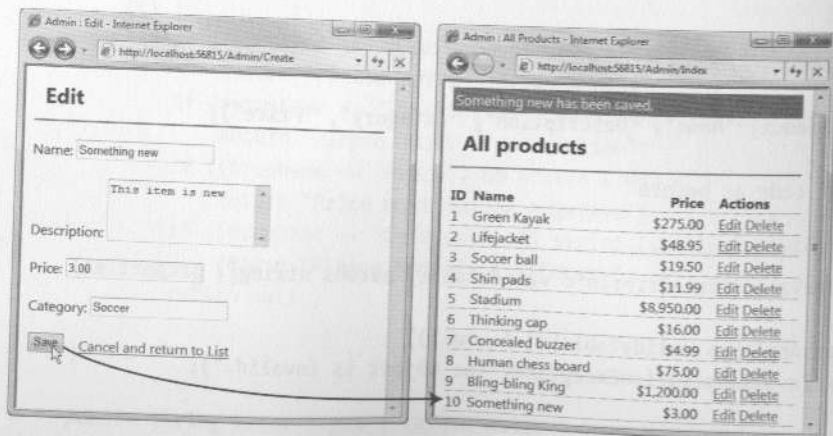 Admin : Edit - Internet Explorer
http://localhost:56815/Admin/Create
Edit
Name: Something new
This item is new
Description:
Price: 3.00
Category: Soccer
Save
Cancel and return to List
Admin : All Products - Internet Explorer
http://localhost:56815/Admin/Index
Something new has been saved.
All products
ID Name Price Actions
1 Green Kayak $275.00 Edit Delete
2 Lifejacket $48.95 Edit Delete
3 Soccer ball $19.50 Edit Delete
4 Shin pads $11.99 Edit Delete
5 Stadium $8,950.00 Edit Delete
6 Thinking cap $16.00 Edit Delete
7 Concealed buzzer $4.99 Edit Delete
8 Human chess board $75.00 Edit Delete
9 Bling-bling King $1,200.00 Edit Delete
10 Something new $3.00 Edit Delete